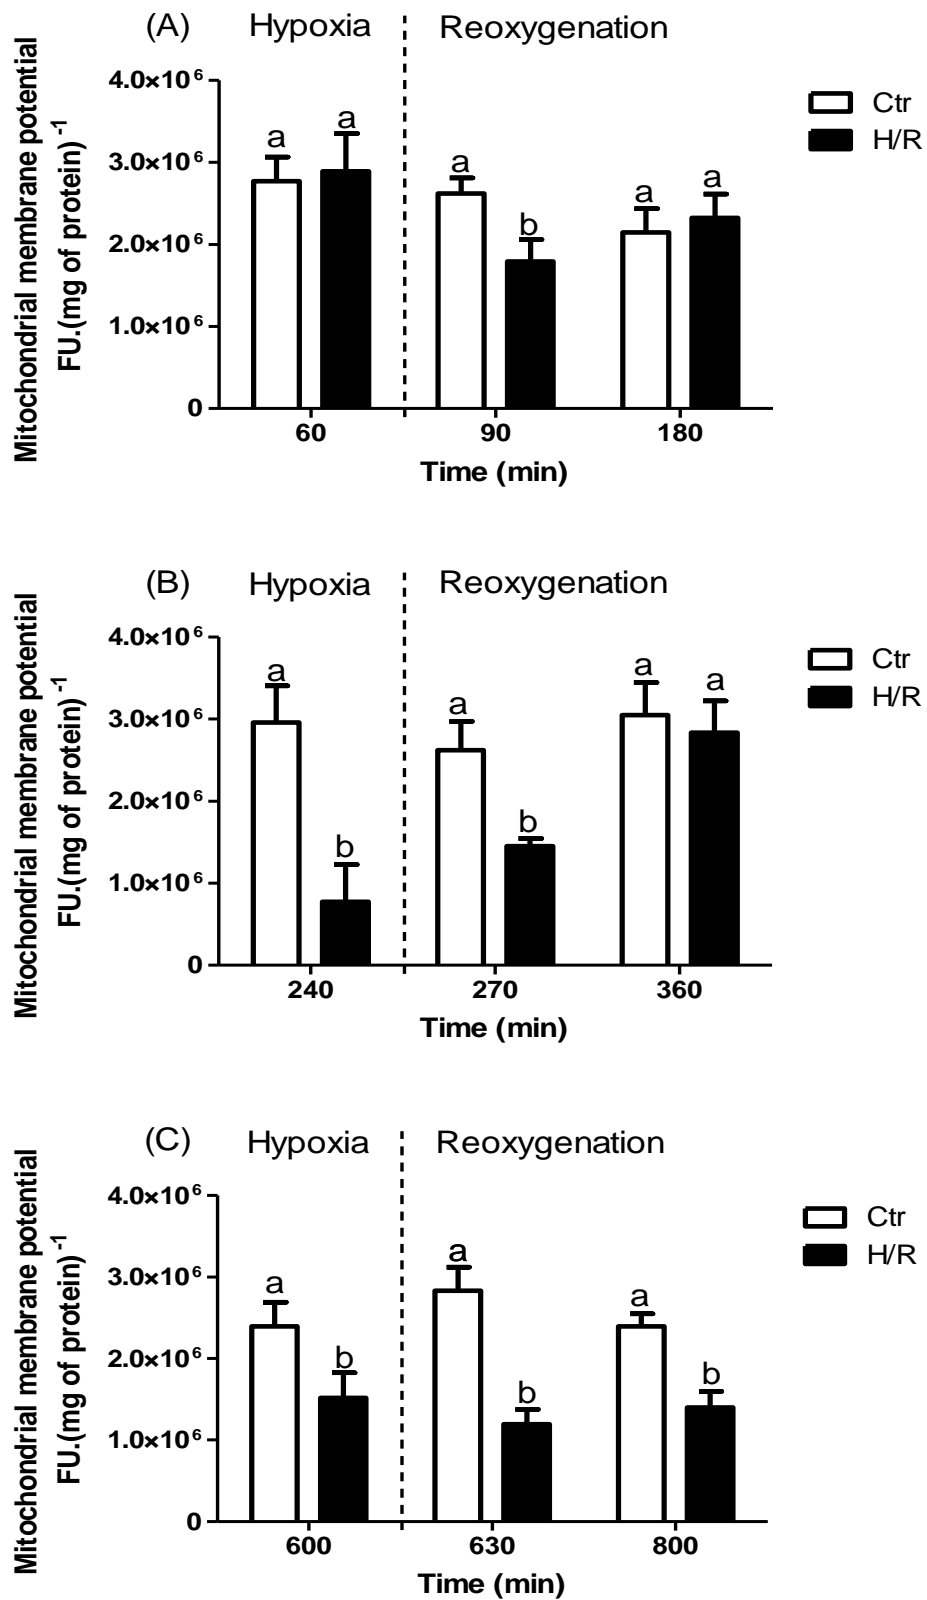 (A) Hypoxia Reoxygenation
Mitochondrial membrane potential
FU.(mg of protein)⁻¹
4.0×10⁶
3.0×10⁶
2.0×10⁶
1.0×10⁶
0
a a a b a a
Ctr
H/R
60 90 180
Time (min)
(B) Hypoxia Reoxygenation
Mitochondrial membrane potential
FU.(mg of protein)⁻¹
4.0×10⁶
3.0×10⁶
2.0×10⁶
1.0×10⁶
0
a b a b a a
Ctr
H/R
240 270 360
Time (min)
(C) Hypoxia Reoxygenation
Mitochondrial membrane potential
FU.(mg of protein)⁻¹
4.0×10⁶
3.0×10⁶
2.0×10⁶
1.0×10⁶
0
a b a b a b
Ctr
H/R
600 630 800
Time (min)